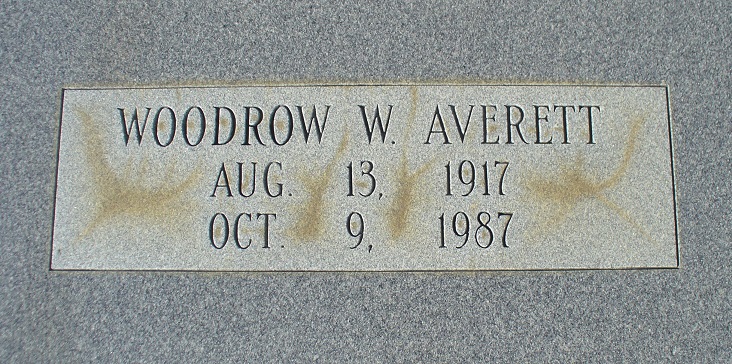 WOODROW W. AVERETT
AUG. 13, 1917
OCT. 9, 1987